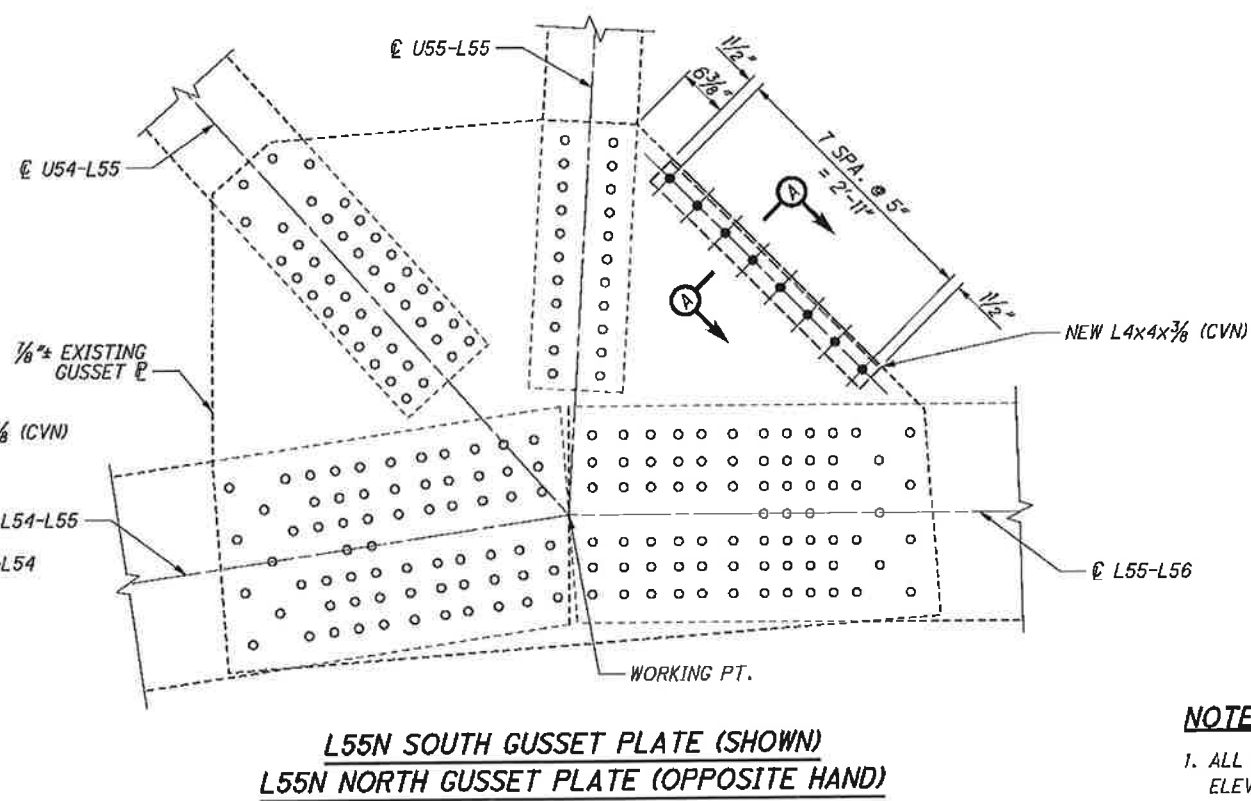 ℄ U55-L55
1½"
6⅜"
7 SPA. @ 5"
= 2'-11"
℄ U54-L55
A
A
1½"
NEW L4x4x⅜ (CVN)
⅞"± EXISTING
GUSSET ℄
⅜ (CVN)
L54-L55
-L54
℄ L55-L56
WORKING PT.
L55N SOUTH GUSSET PLATE (SHOWN)
L55N NORTH GUSSET PLATE (OPPOSITE HAND)
NOTE
1. ALL
ELEV